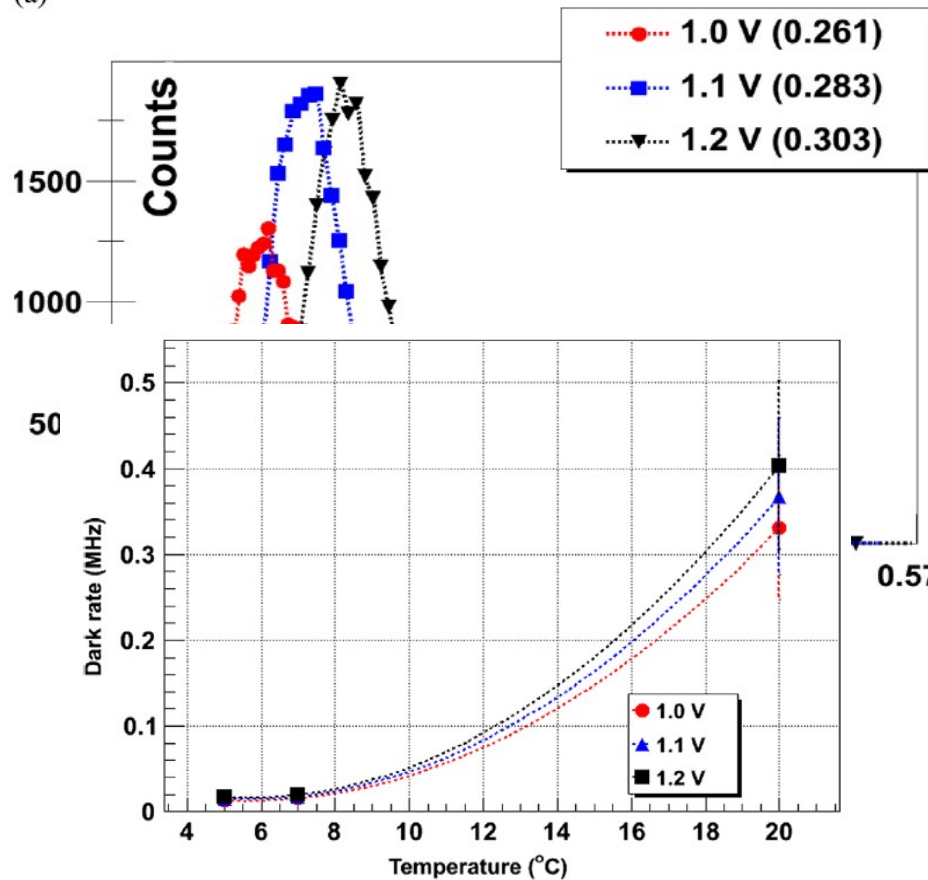 (a)
1.0 V (0.261)
1.1 V (0.283)
1.2 V (0.303)
Counts
1500
1000
50
0.57
Dark rate (MHz)
0.5
0.4
0.3
0.2
0.1
0
1.0 V
1.1 V
1.2 V
4 6 8 10 12 14 16 18 20
Temperature (°C)